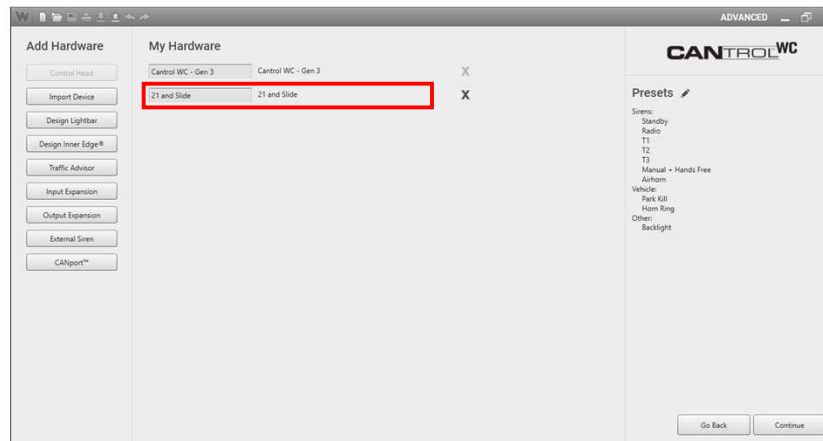 W
ADVANCED
Add Hardware
Control Head
Import Device
Design Lightbar
Design Inner Edge®
Traffic Advisor
Input Expansion
Output Expansion
External Siren
CANport™
My Hardware
Cantrol WC - Gen 3 Cantrol WC - Gen 3 X
21 and Slide 21 and Slide X
CANTROL WC
Presets
Sirens:
Standby
Radio
T1
T2
T3
Manual + Hands Free
Airhorn
Vehicle:
Park Kill
Horn Ring
Other:
Backlight
Go Back Continue